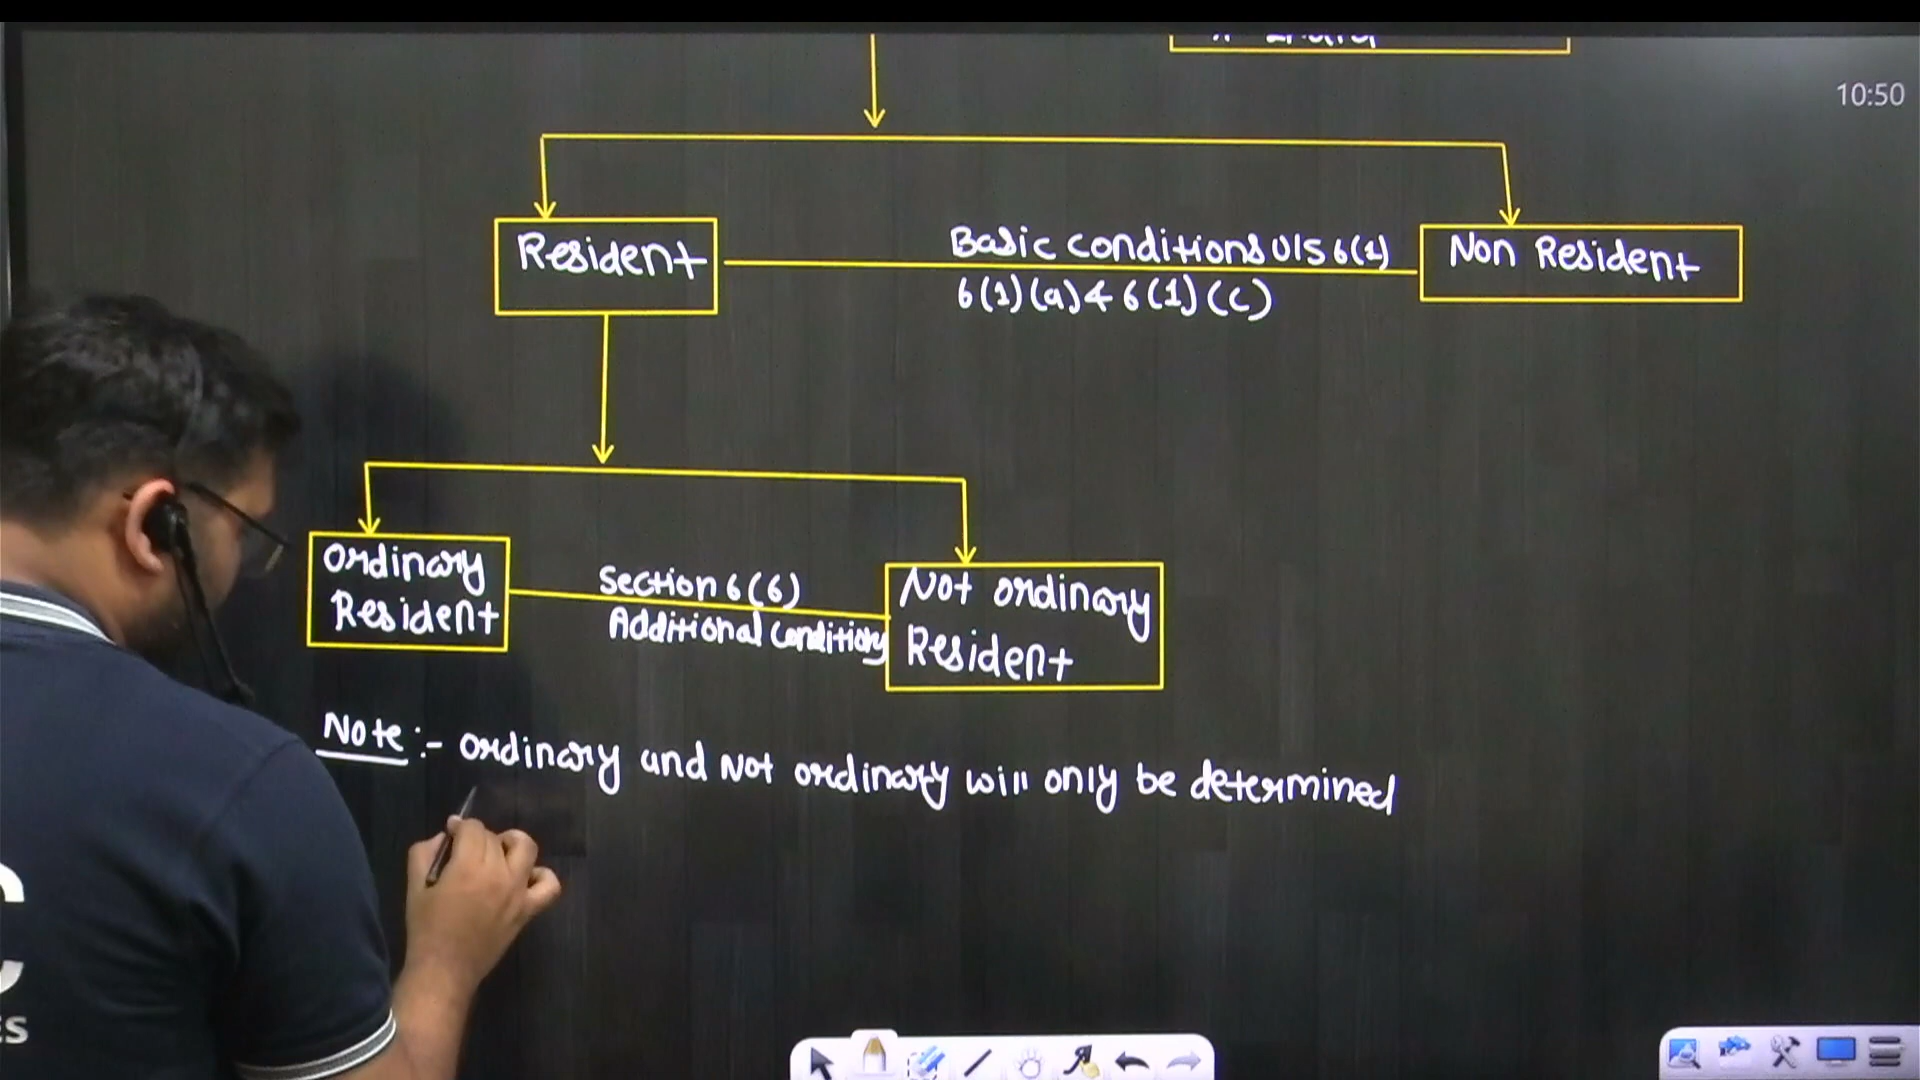 10:50
Resident
Basic conditions U/S 6(1)
6(1)(a) & 6(1)(c)
Non Resident
Ordinary
Resident
Section 6(6)
Additional Conditions
Not ordinary
Resident
Note :- ordinary and Not ordinary will only be determined
ES